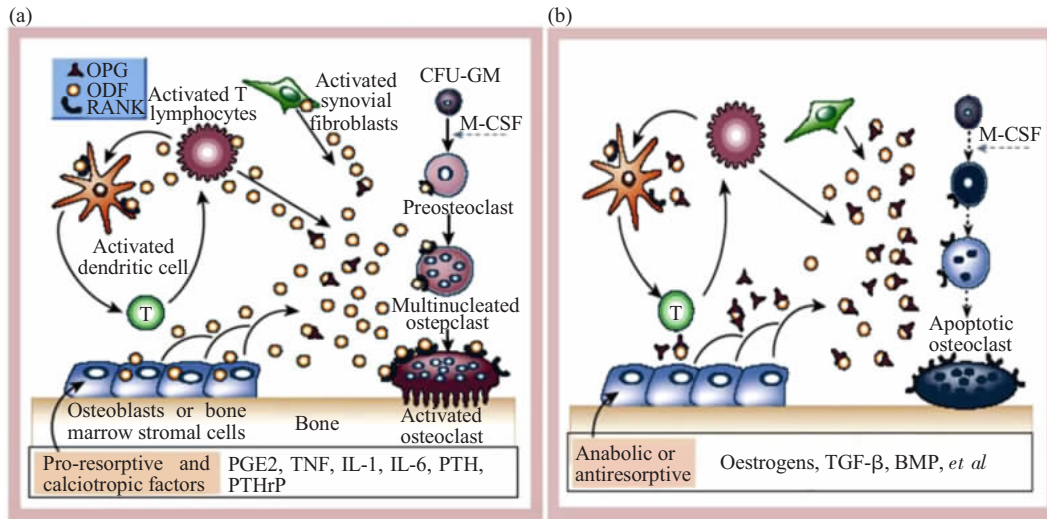 (a)
OPG
ODF
RANK
Activated T
lymphocytes
Activated
synovial
fibroblasts
CFU-GM
M-CSF
Preosteoclast
Activated
dendritic cell
T
Multinucleated
ostepclast
Osteoblasts or bone
marrow stromal cells
Bone
Activated
osteoclast
Pro-resorptive and
calciotropic factors
PGE2, TNF, IL-1, IL-6, PTH,
PTHrP
(b)
M-CSF
T
Apoptotic
osteoclast
Anabolic or
antiresorptive
Oestrogens, TGF-β, BMP, et al